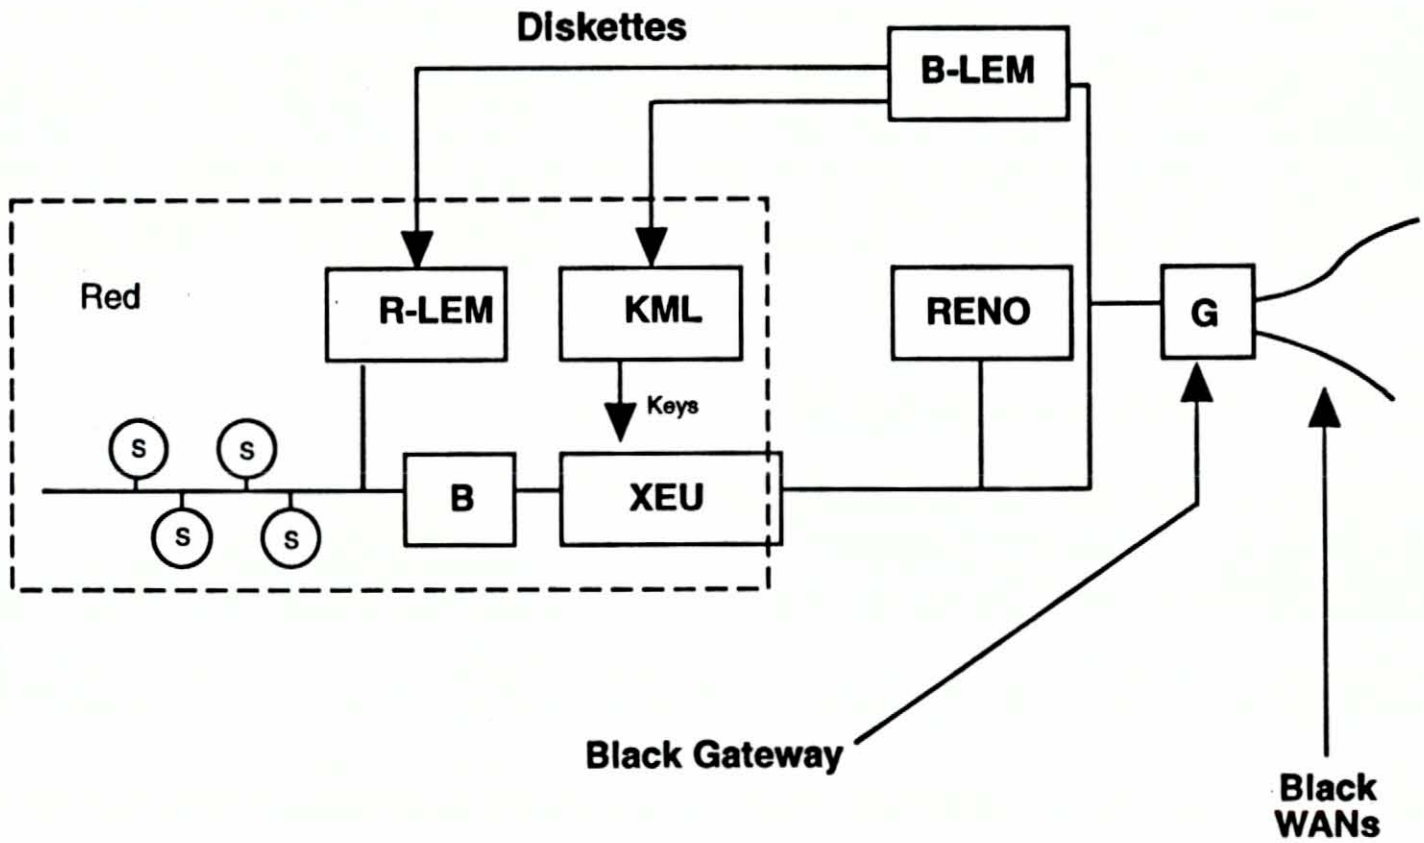 Diskettes
B-LEM
Red
R-LEM
KML
RENO
G
Keys
S
S
B
XEU
S
S
Black Gateway
Black
WANs